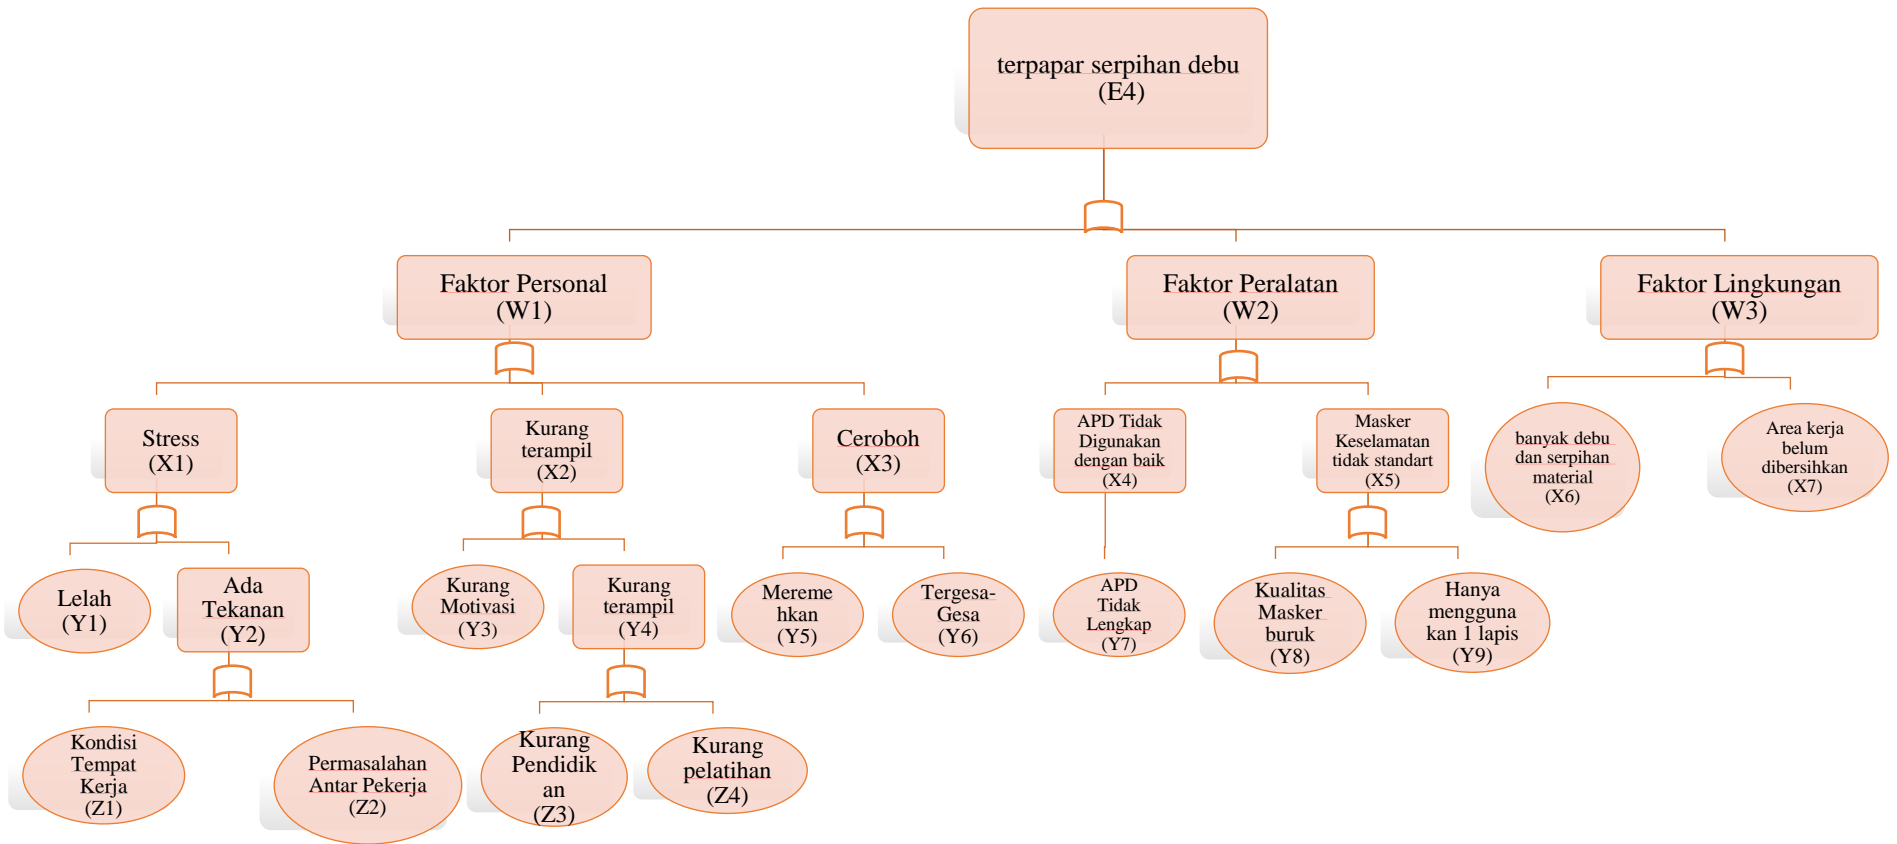 terpapar serpihan debu
(E4)
Faktor Personal
(W1)
Faktor Peralatan
(W2)
Faktor Lingkungan
(W3)
Stress
(X1)
Kurang
terampil
(X2)
Ceroboh
(X3)
APD Tidak
Digunakan
dengan baik
(X4)
Masker
Keselamatan
tidak standart
(X5)
banyak debu
dan serpihan
material
(X6)
Area kerja
belum
dibersihkan
(X7)
Lelah
(Y1)
Ada
Tekanan
(Y2)
Kurang
Motivasi
(Y3)
Kurang
terampil
(Y4)
Mereme
hkan
(Y5)
Tergesa-
Gesa
(Y6)
APD
Tidak
Lengkap
(Y7)
Kualitas
Masker
buruk
(Y8)
Hanya
mengguna
kan 1 lapis
(Y9)
Kondisi
Tempat
Kerja
(Z1)
Permasalahan
Antar Pekerja
(Z2)
Kurang
Pendidik
an
(Z3)
Kurang
pelatihan
(Z4)